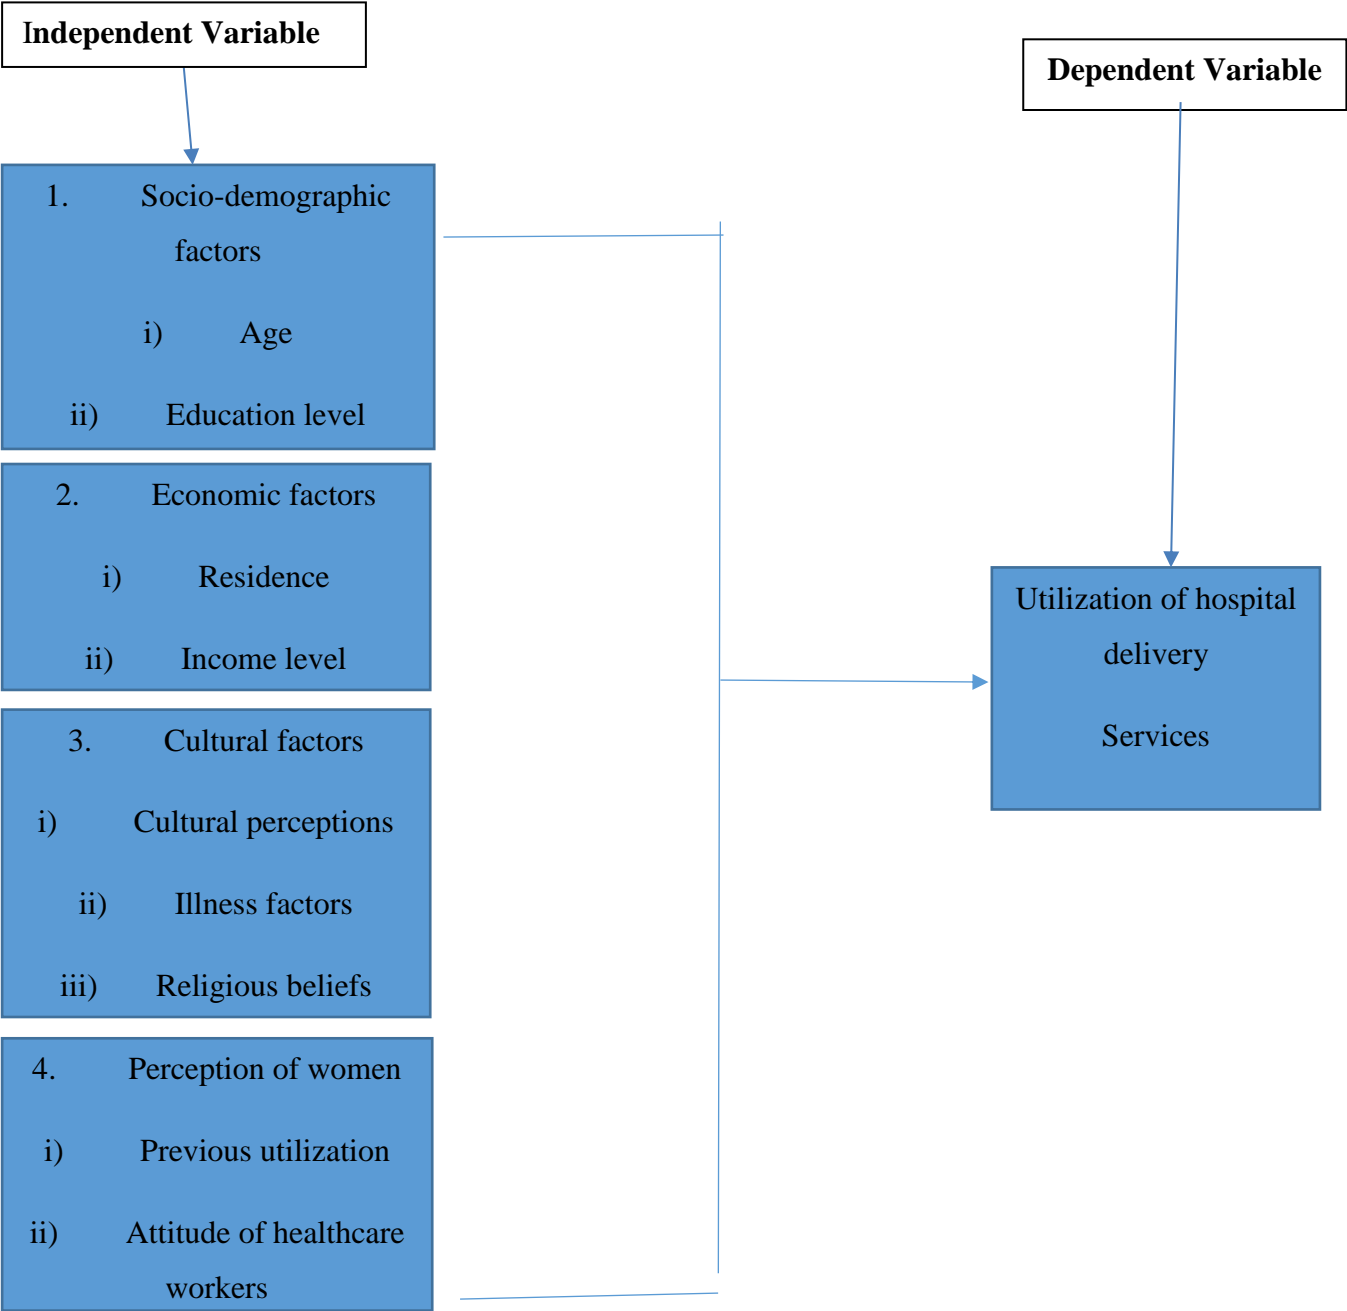 Independent Variable
Dependent Variable
1. Socio-demographic
factors
i) Age
ii) Education level
2. Economic factors
i) Residence
ii) Income level
3. Cultural factors
i) Cultural perceptions
ii) Illness factors
iii) Religious beliefs
4. Perception of women
i) Previous utilization
ii) Attitude of healthcare
workers
Utilization of hospital
delivery
Services